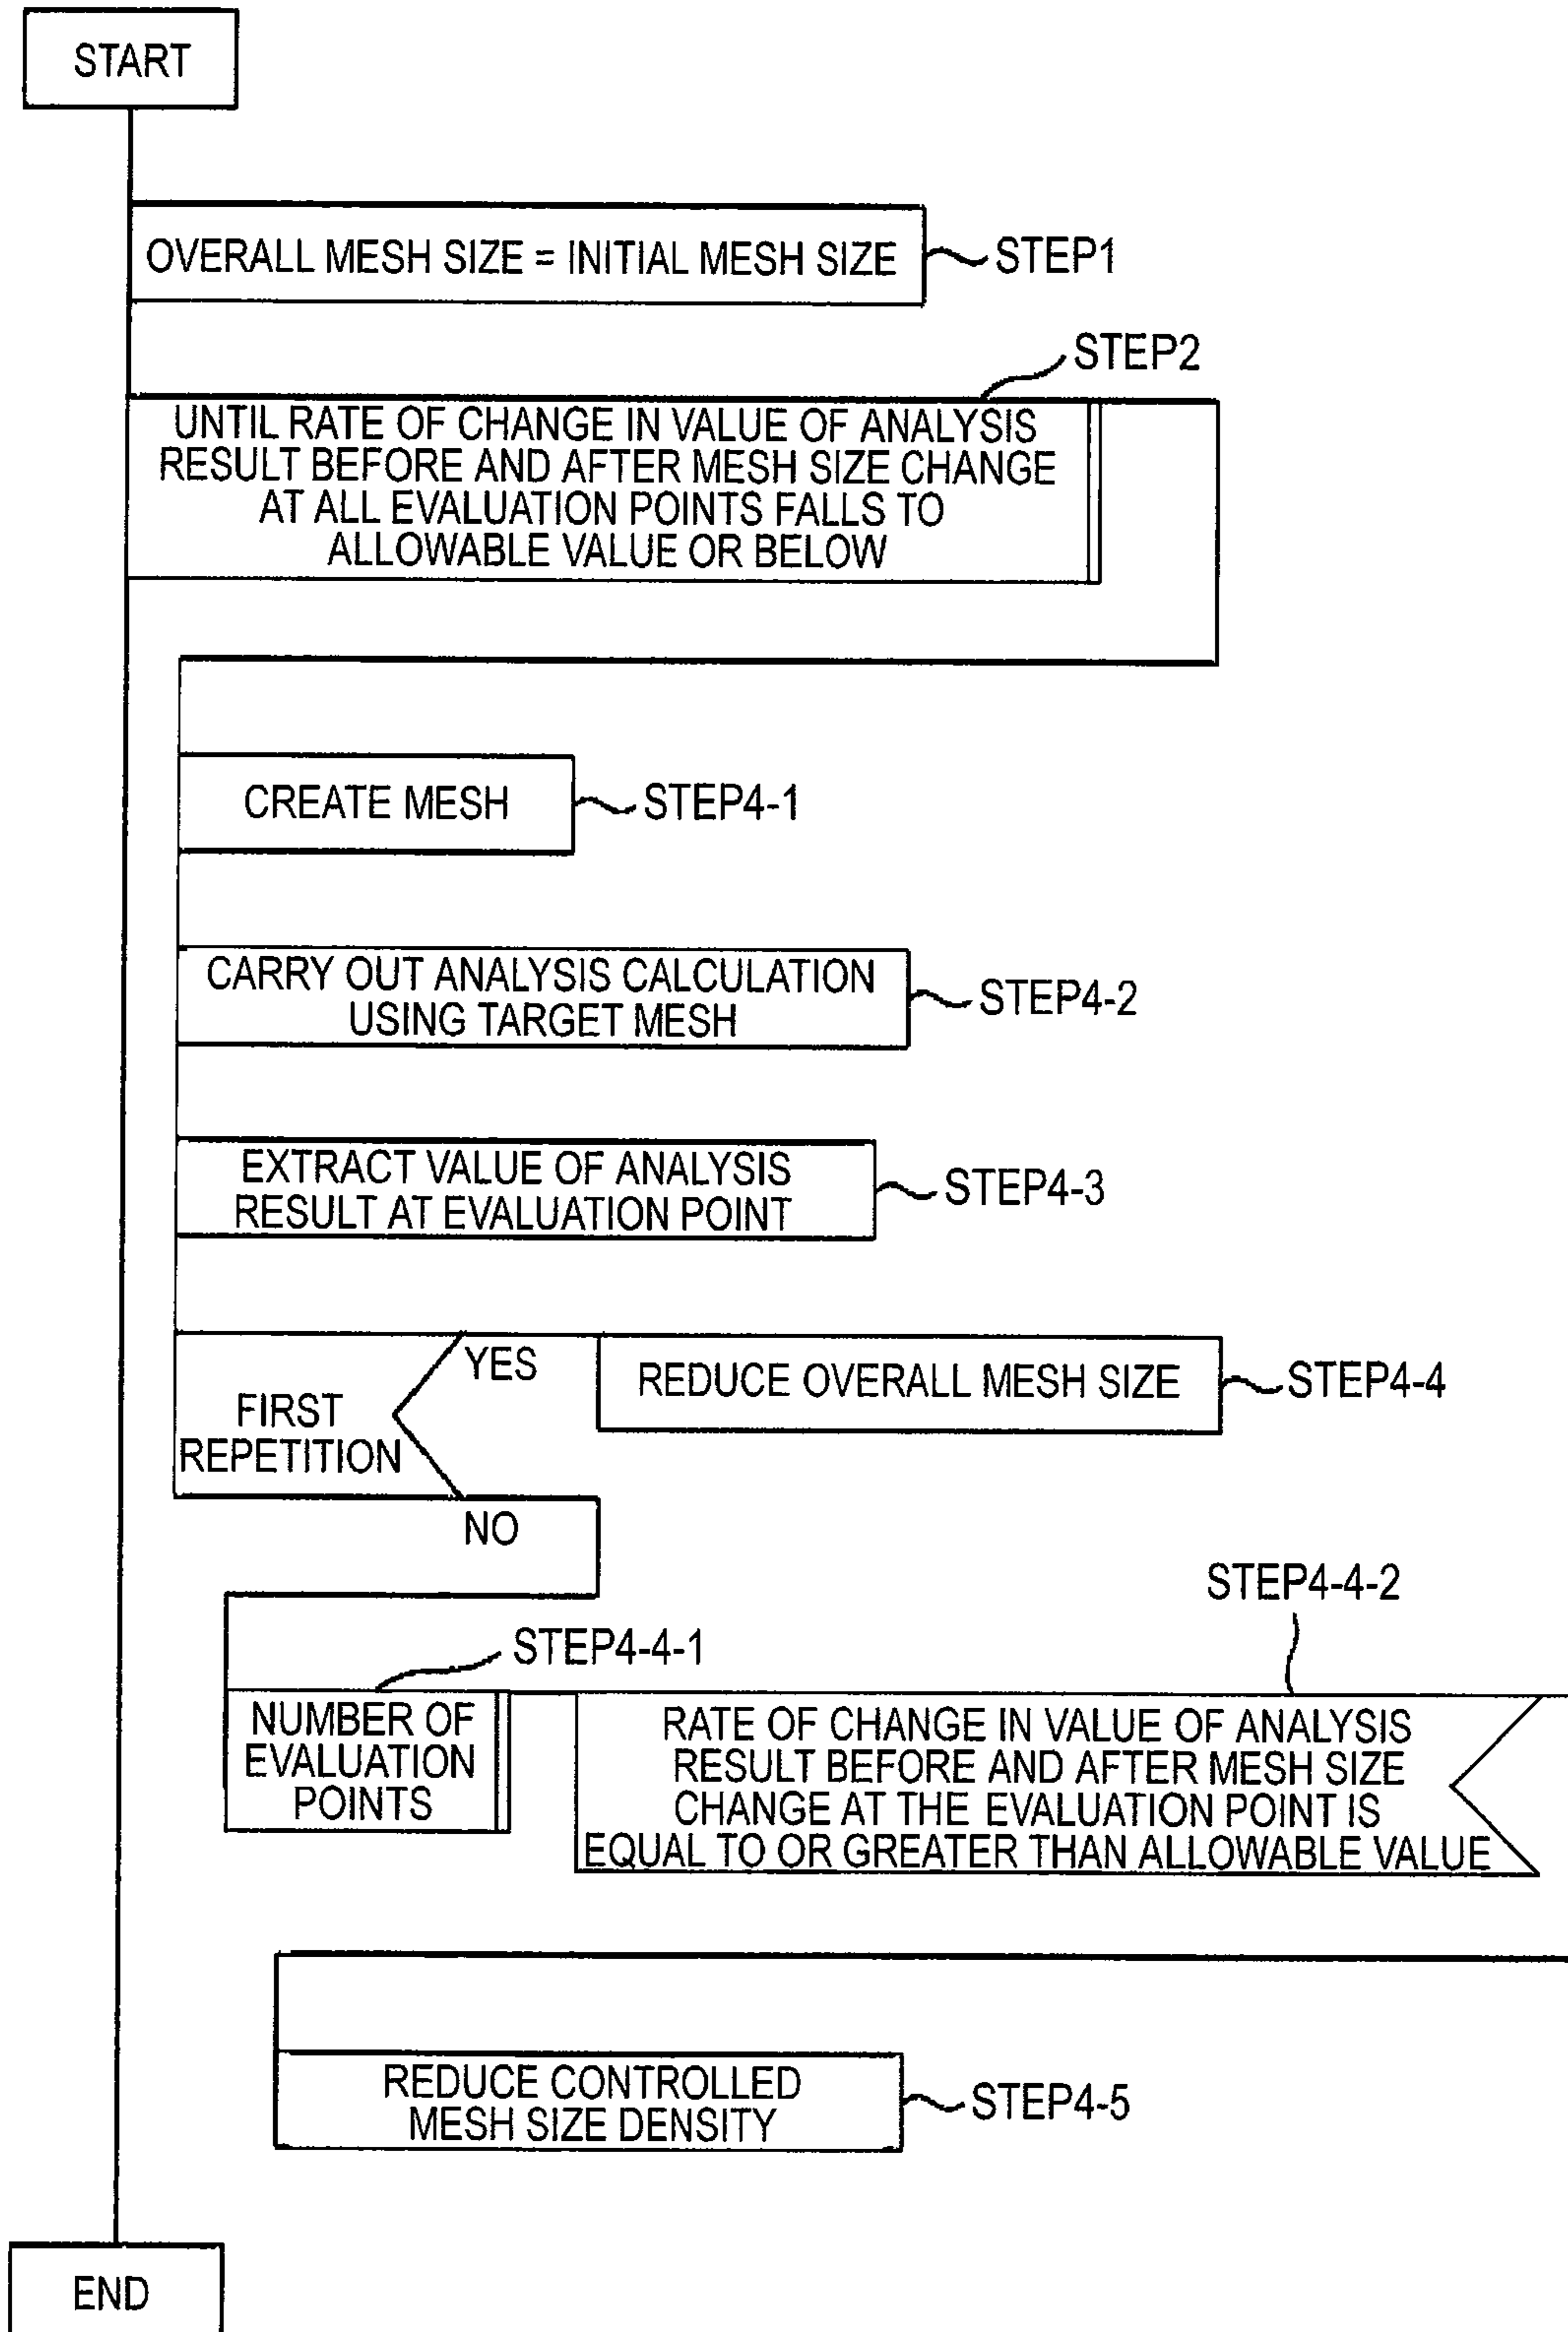 START
OVERALL MESH SIZE = INITIAL MESH SIZE
STEP1
STEP2
UNTIL RATE OF CHANGE IN VALUE OF ANALYSIS
RESULT BEFORE AND AFTER MESH SIZE CHANGE
AT ALL EVALUATION POINTS FALLS TO
ALLOWABLE VALUE OR BELOW
CREATE MESH
STEP4-1
CARRY OUT ANALYSIS CALCULATION
USING TARGET MESH
STEP4-2
EXTRACT VALUE OF ANALYSIS
RESULT AT EVALUATION POINT
STEP4-3
FIRST
REPETITION
YES
REDUCE OVERALL MESH SIZE
STEP4-4
NO
STEP4-4-1
NUMBER OF
EVALUATION
POINTS
STEP4-4-2
RATE OF CHANGE IN VALUE OF ANALYSIS
RESULT BEFORE AND AFTER MESH SIZE
CHANGE AT THE EVALUATION POINT IS
EQUAL TO OR GREATER THAN ALLOWABLE VALUE
REDUCE CONTROLLED
MESH SIZE DENSITY
STEP4-5
END